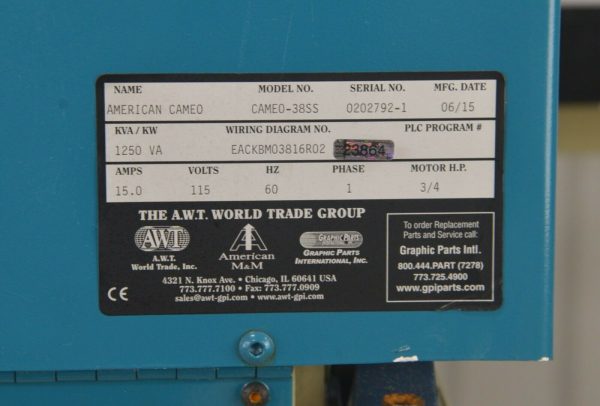 NAME MODEL NO. SERIAL NO. MFG. DATE
AMERICAN CAMEO CAMEO-38SS 0202792-1 06/15
KVA / KW WIRING DIAGRAM NO. PLC PROGRAM #
1250 VA EACKBM03816R02 23864
AMPS VOLTS HZ PHASE MOTOR H.P.
15.0 115 60 1 3/4
THE A.W.T. WORLD TRADE GROUP
AWT
A.W.T.
World Trade, Inc.
American
M&M
GRAPHIC PARTS
GRAPHIC PARTS
INTERNATIONAL, INC.
4321 N. Knox Ave. • Chicago, IL 60641 USA
773.777.7100 • Fax: 773.777.0909
sales@awt-gpi.com • www.awt-gpi.com
CE
To order Replacement
Parts and Service call:
Graphic Parts Intl.
800.444.PART (7278)
773.725.4900
www.gpiparts.com